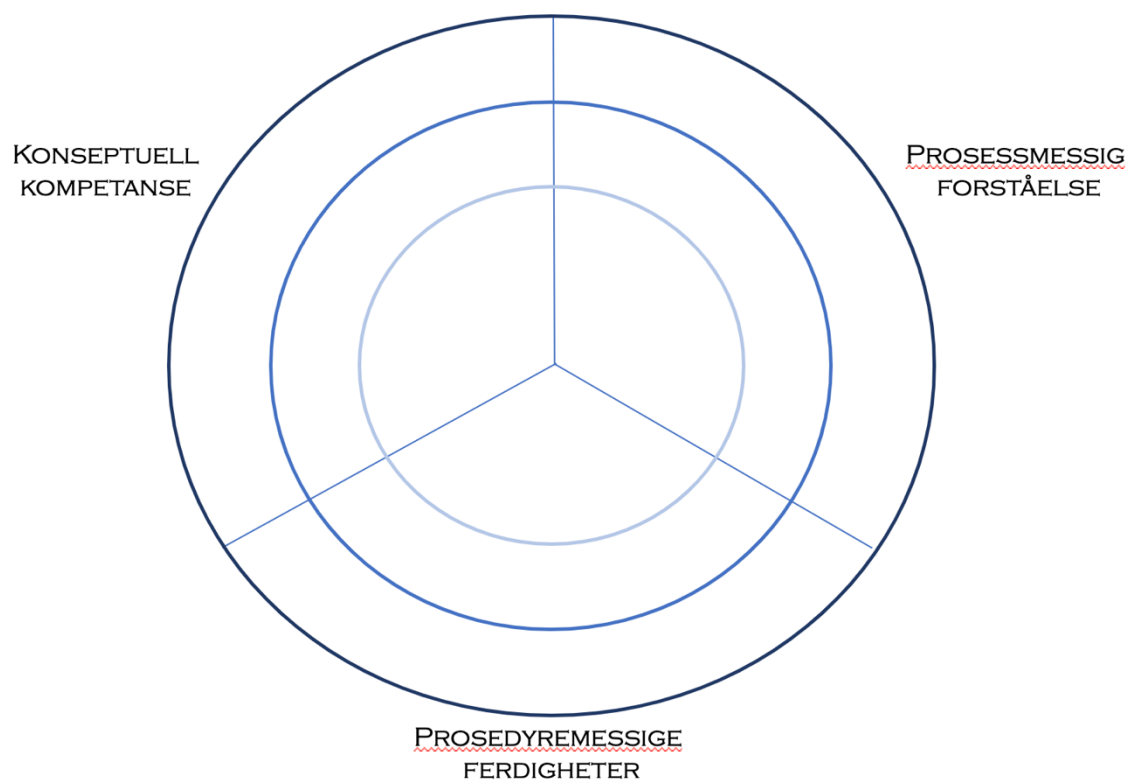 KONSEPTUELL
KOMPETANSE
PROSESSMESSIG
FORSTÅELSE
PROSEDYREMESSIGE
FERDIGHETER